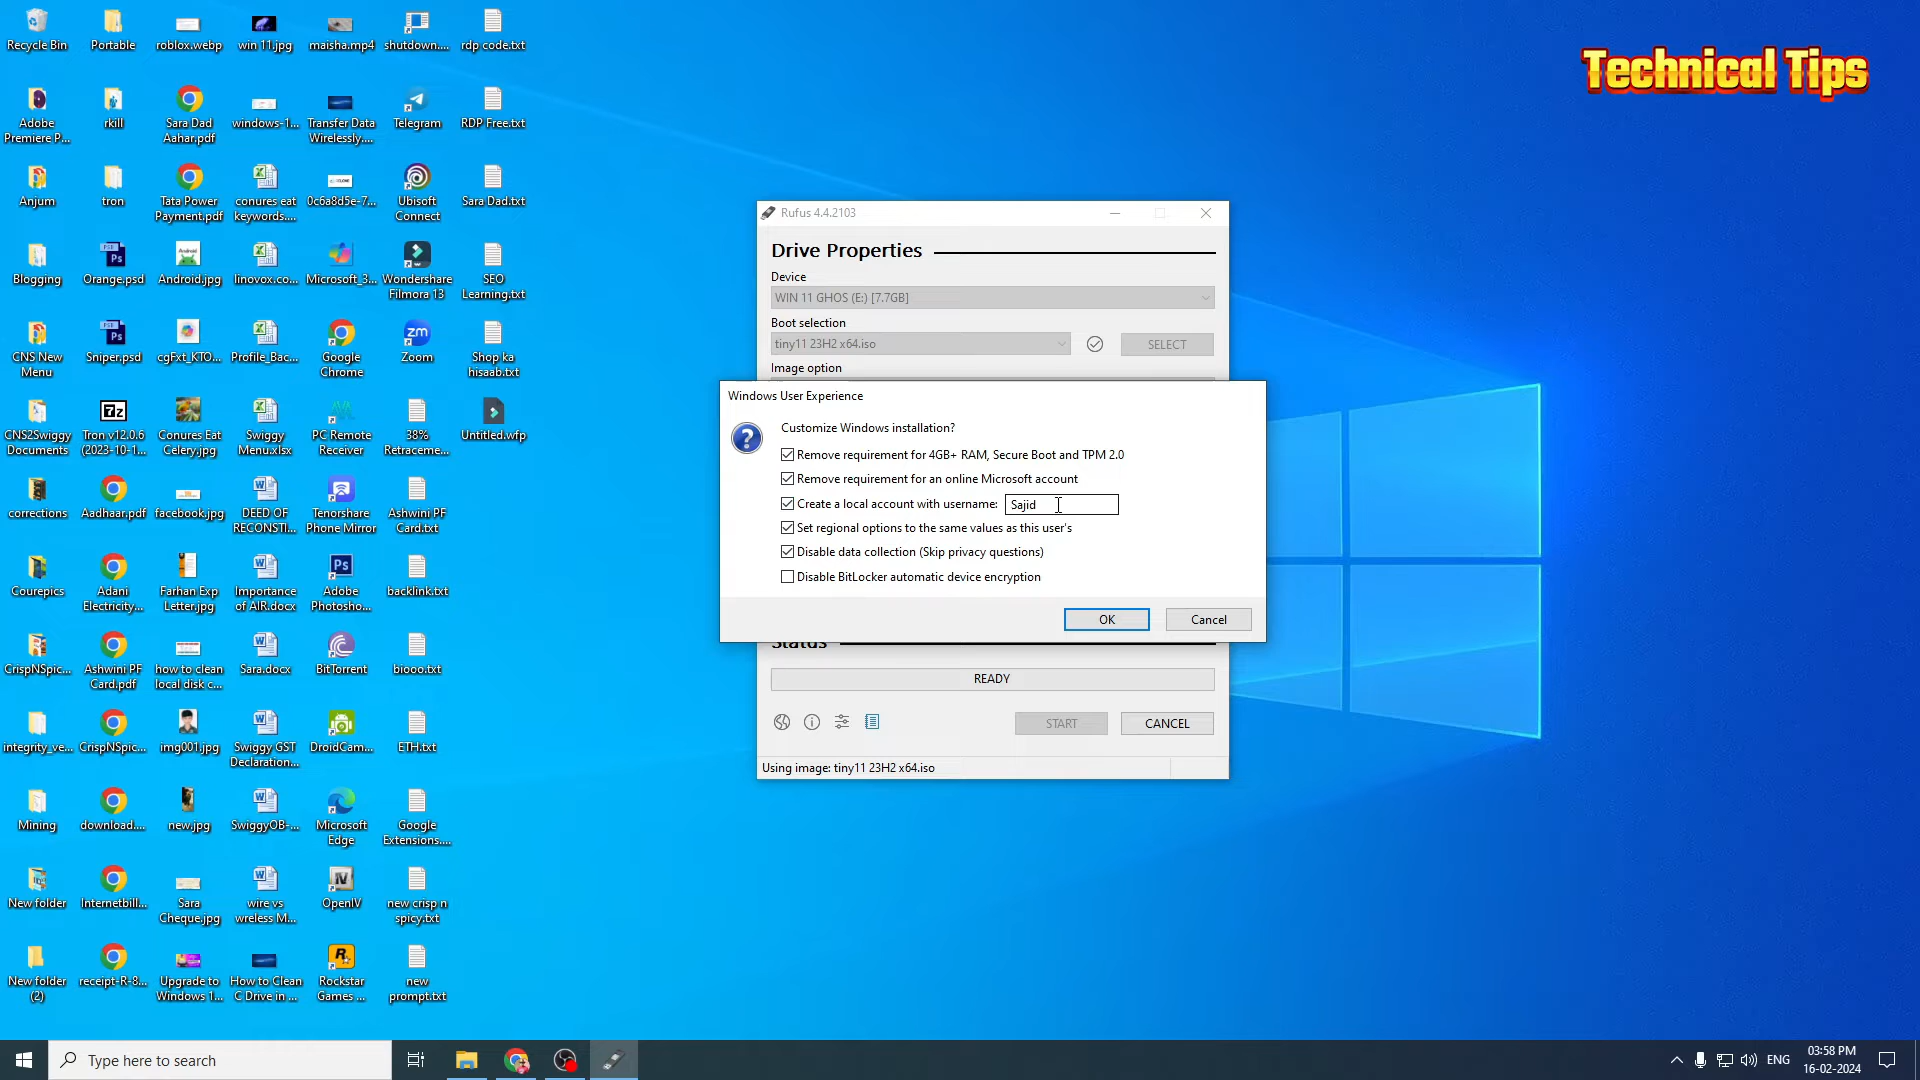 Recycle Bin
Portable
roblox.webp
win 11.jpg
maisha.mp4
shutdown....
rdp code.txt
Technical Tips
Adobe
Premiere P...
rkill
Sara Dad
Aahar.pdf
windows-1...
Transfer Data
Wirelessly....
Telegram
RDP Free.txt
Anjum
tron
Tata Power
Payment.pdf
conures eat
keywords....
0c6a8d5e-7...
Ubisoft
Connect
Sara Dad.txt
Blogging
Orange.psd
Android.jpg
linovox.co...
Microsoft_3...
Wondershare
Filmora 13
SEO
Learning.txt
CNS New
Menu
Sniper.psd
cgFxt_KTO...
Profile_Bac...
Google
Chrome
Zoom
Shop ka
hisaab.txt
CNS2Swiggy
Documents
Tron v12.0.6
(2023-10-1...
Conures Eat
Celery.jpg
Swiggy
Menu.xlsx
PC Remote
Receiver
38%
Retraceme...
Untitled.wfp
corrections
Aadhaar.pdf
facebook.jpg
DEED OF
RECONSTI...
Tenorshare
Phone Mirror
Ashwini PF
Card.txt
Courepics
Adani
Electricity...
Farhan Exp
Letter.jpg
Importance
of AIR.docx
Adobe
Photosho...
backlink.txt
CrispNSpic...
Ashwini PF
Card.pdf
how to clean
local disk c...
Sara.docx
BitTorrent
biooo.txt
integrity_ve...
CrispNSpic...
img001.jpg
Swiggy GST
Declaration...
DroidCam...
ETH.txt
Mining
download....
new.jpg
SwiggyOB-...
Microsoft
Edge
Google
Extensions....
New folder
Internetbill...
Sara
Cheque.jpg
wire vs
wreless M...
OpenIV
new crisp n
spicy.txt
New folder
(2)
receipt-R-8...
Upgrade to
Windows 1...
How to Clean
C Drive in ...
Rockstar
Games ...
new
prompt.txt
Rufus 4.4.2103
Drive Properties
Device
WIN 11 GHOS (E:) [7.7GB]
Boot selection
tiny11 23H2 x64.iso
SELECT
Image option
Windows User Experience
Customize Windows installation?
Remove requirement for 4GB+ RAM, Secure Boot and TPM 2.0
Remove requirement for an online Microsoft account
Create a local account with username: Sajid
Set regional options to the same values as this user's
Disable data collection (Skip privacy questions)
Disable BitLocker automatic device encryption
OK
Cancel
Status
READY
START
CANCEL
Using image: tiny11 23H2 x64.iso
Type here to search
ENG
03:58 PM
16-02-2024